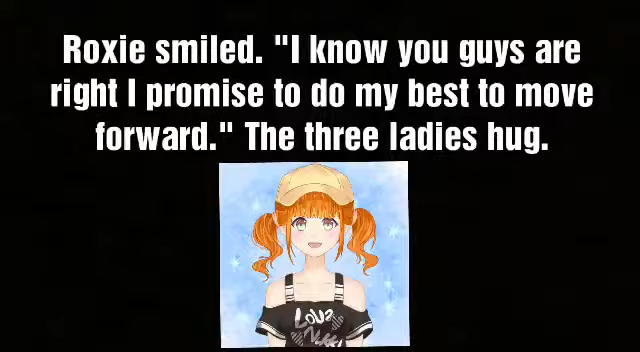 Roxie smiled. "I know you guys are
right I promise to do my best to move
forward." The three ladies hug.